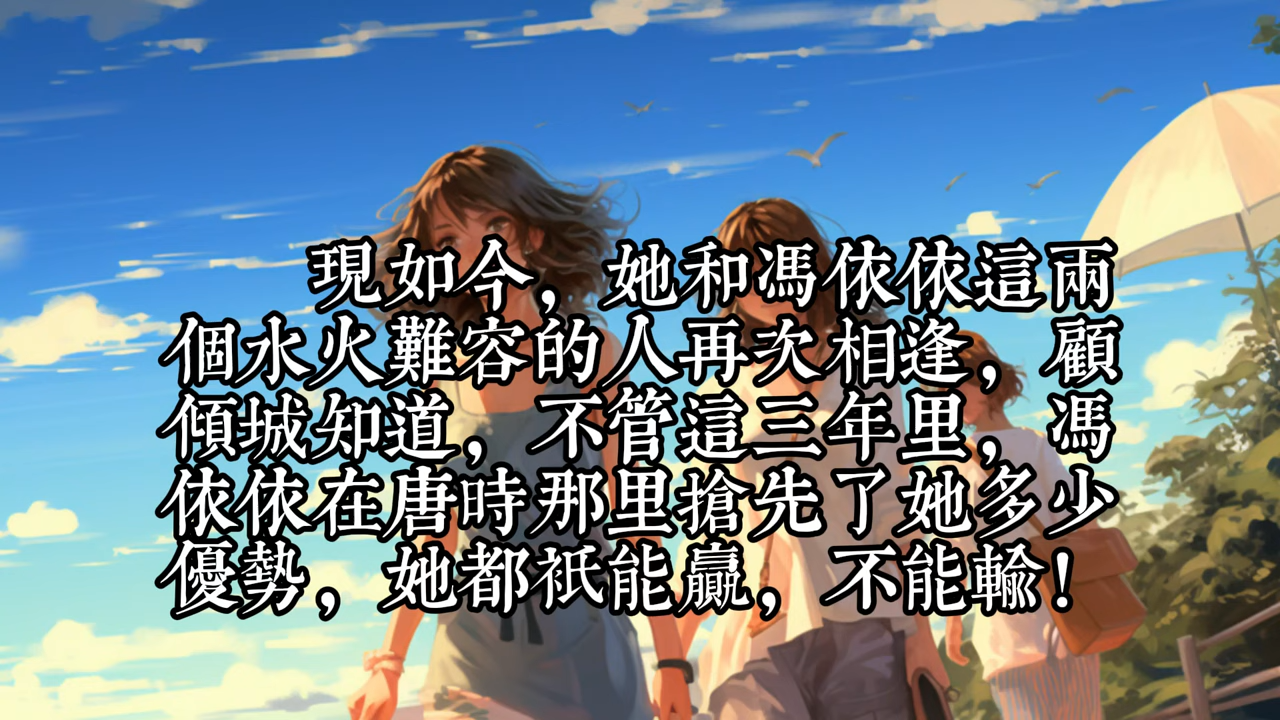 現如今，她和馮依依這兩
個水火難容的人再次相逢，顧
傾城知道，不管這三年里，馮
依依在唐時那里搶先了她多少
優勢，她都衹能贏，不能輸！